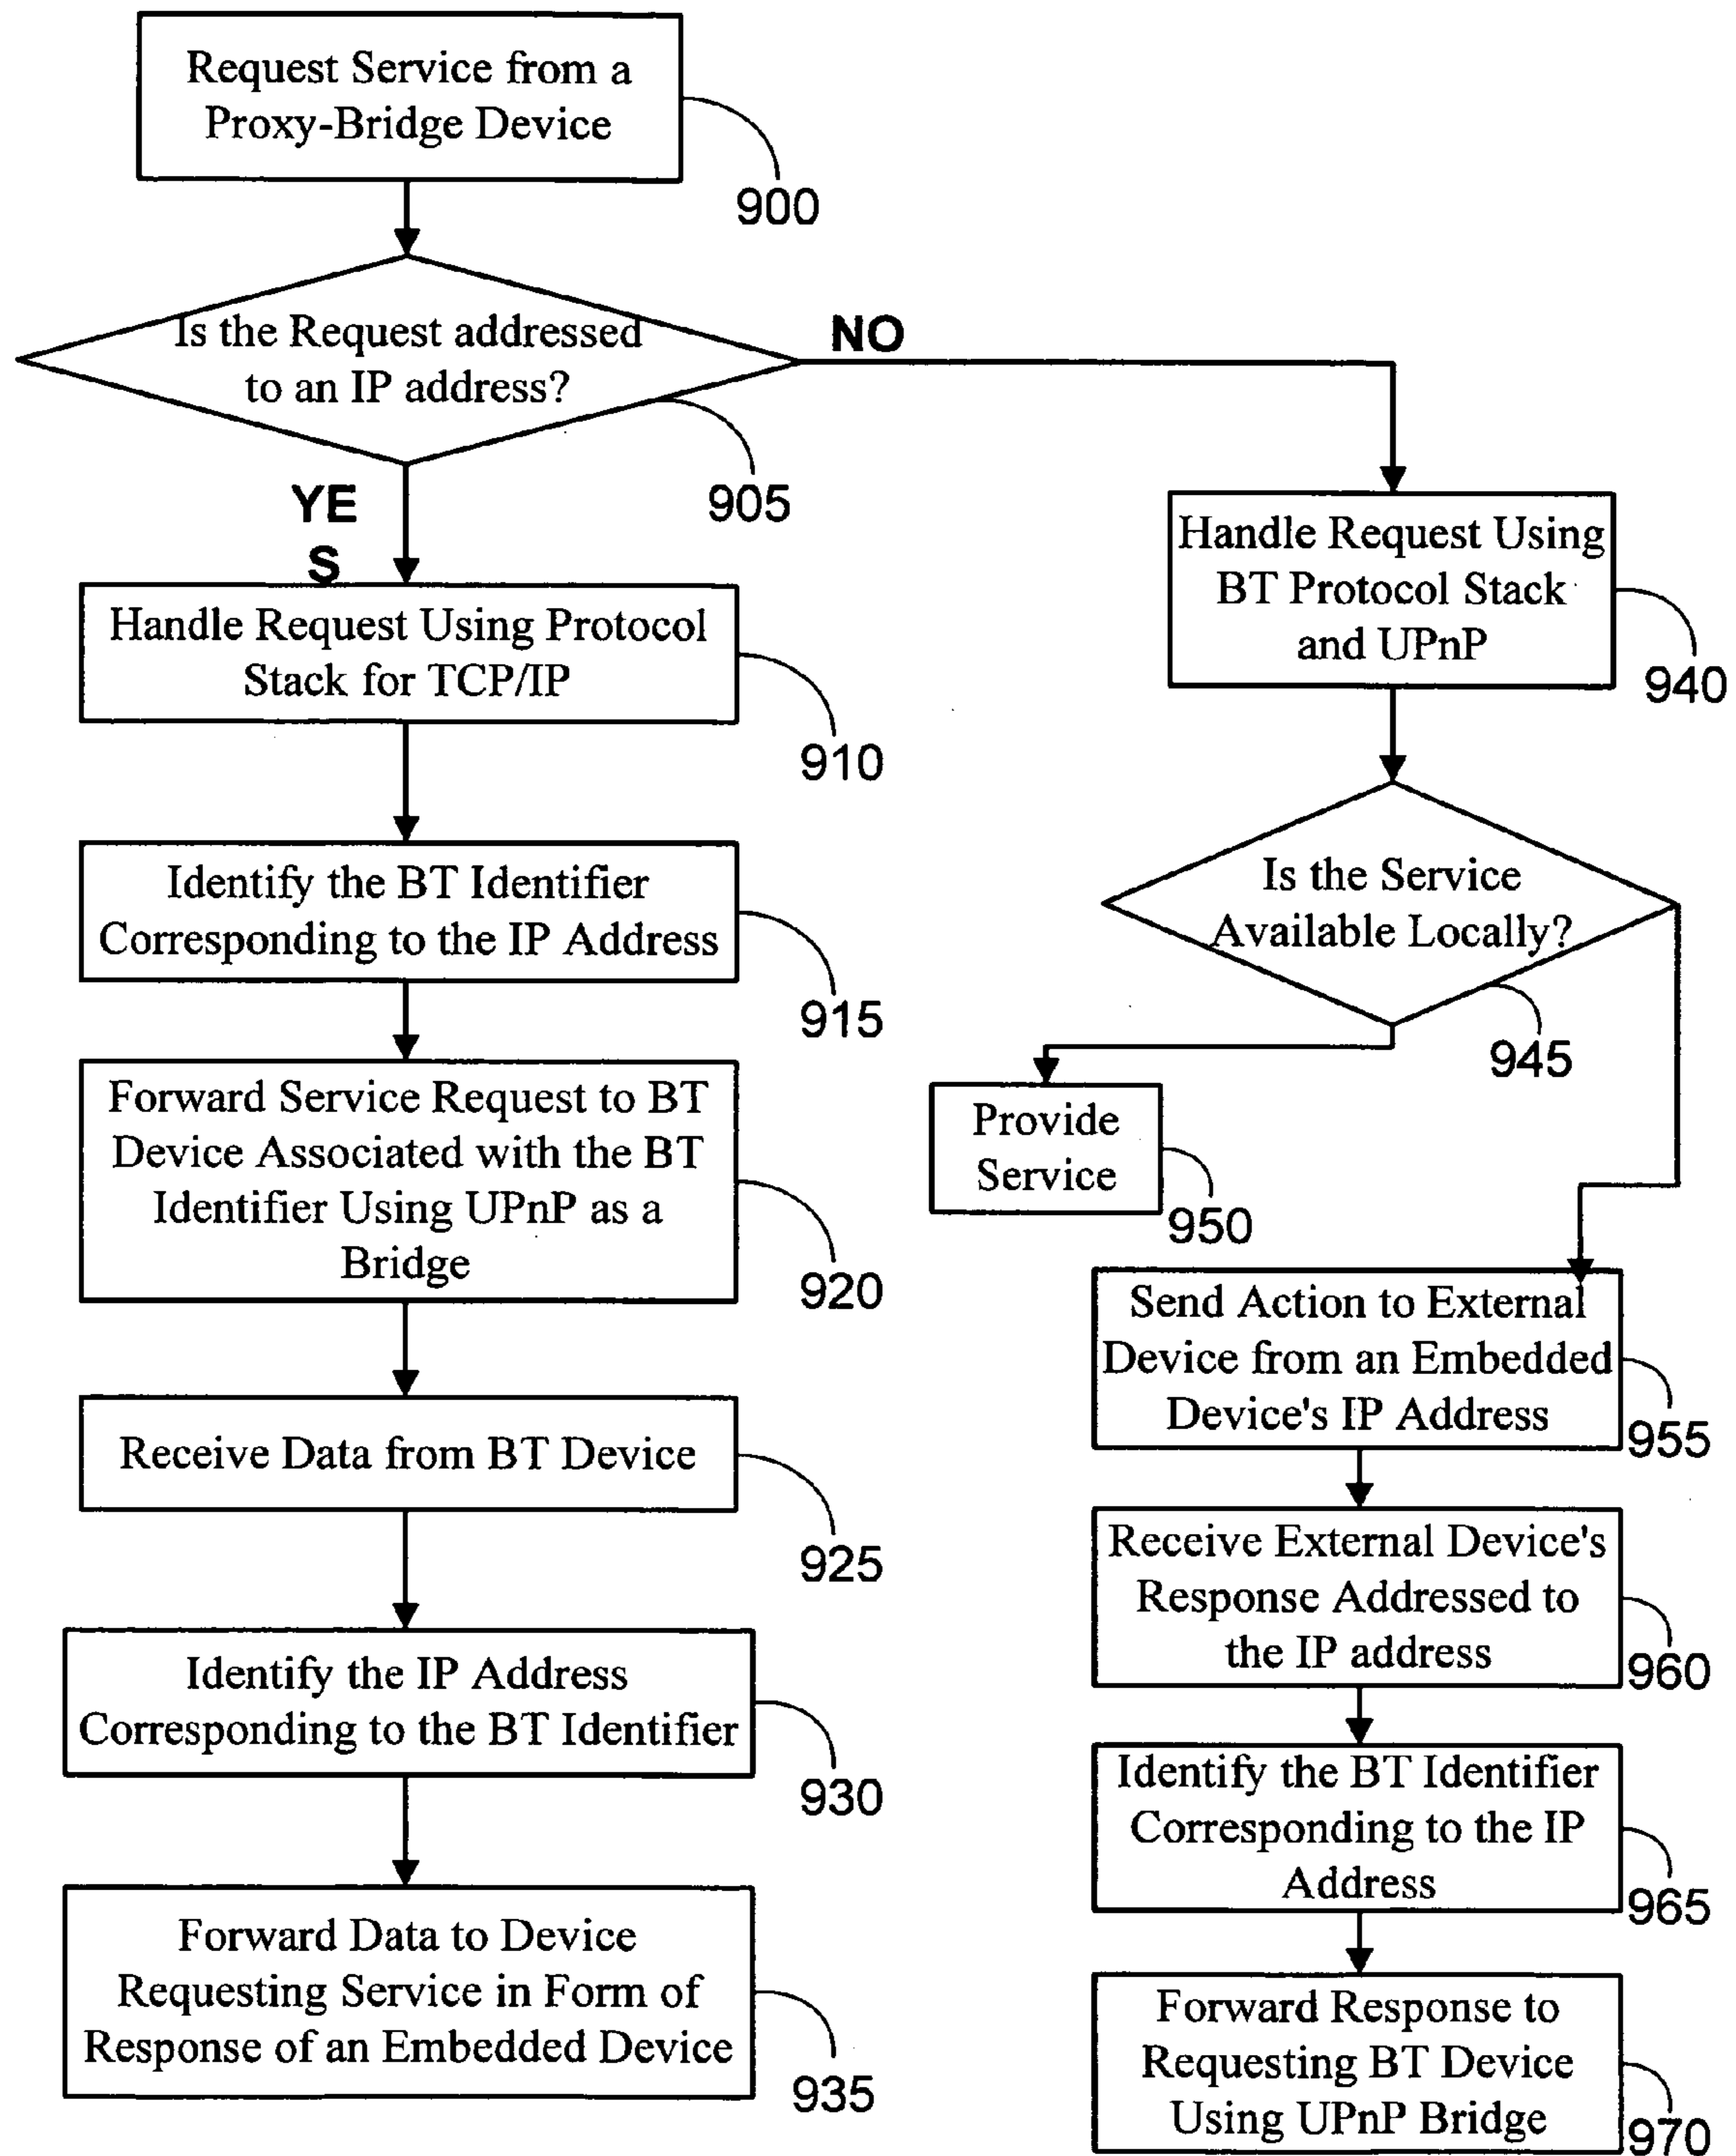 Request Service from a
Proxy-Bridge Device
900
Is the Request addressed
to an IP address?
905
NO
YE
S
Handle Request Using Protocol
Stack for TCP/IP
910
Identify the BT Identifier
Corresponding to the IP Address
915
Forward Service Request to BT
Device Associated with the BT
Identifier Using UPnP as a
Bridge
920
Receive Data from BT Device
925
Identify the IP Address
Corresponding to the BT Identifier
930
Forward Data to Device
Requesting Service in Form of
Response of an Embedded Device
935
Handle Request Using
BT Protocol Stack
and UPnP
940
Is the Service
Available Locally?
945
Provide
Service
950
Send Action to External
Device from an Embedded
Device's IP Address
955
Receive External Device's
Response Addressed to
the IP address
960
Identify the BT Identifier
Corresponding to the IP
Address
965
Forward Response to
Requesting BT Device
Using UPnP Bridge
970